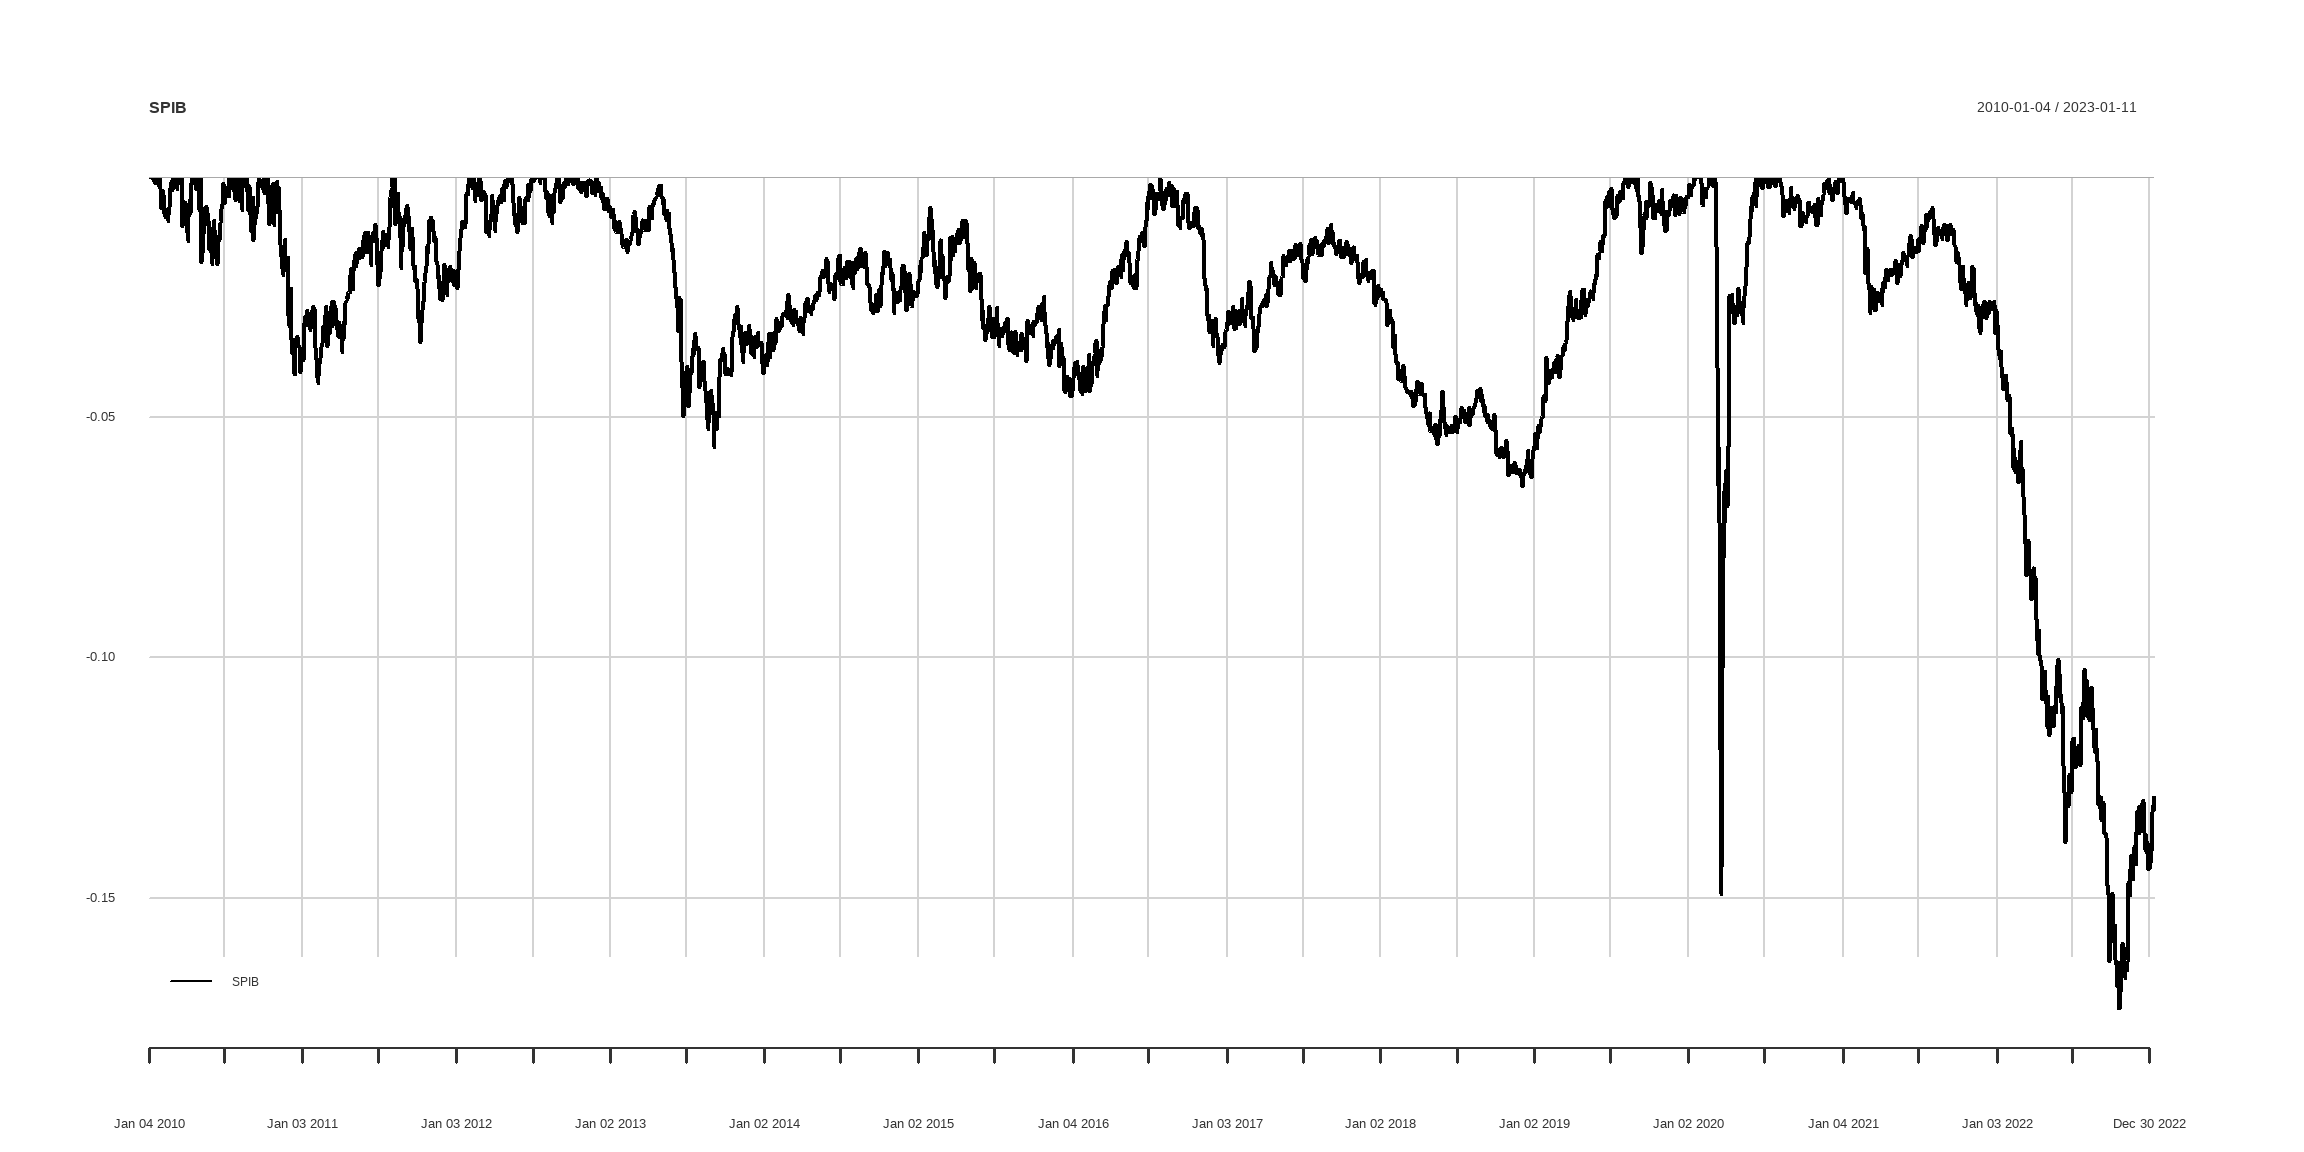 SPIB
2010-01-04 / 2023-01-11
-0.05
-0.10
-0.15
SPIB
Jan 04 2010
Jan 03 2011
Jan 03 2012
Jan 02 2013
Jan 02 2014
Jan 02 2015
Jan 04 2016
Jan 03 2017
Jan 02 2018
Jan 02 2019
Jan 02 2020
Jan 04 2021
Jan 03 2022
Dec 30 2022